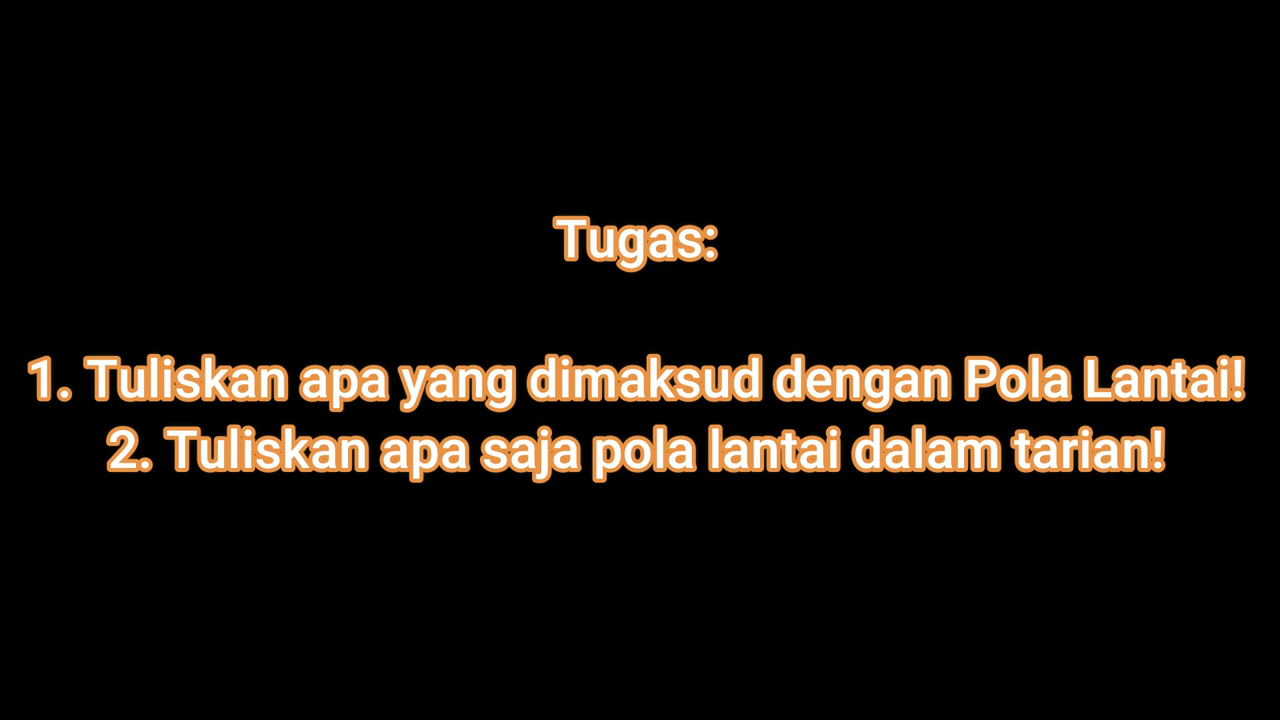 Tugas:
1. Tuliskan apa yang dimaksud dengan Pola Lantai!
2. Tuliskan apa saja pola lantai dalam tarian!